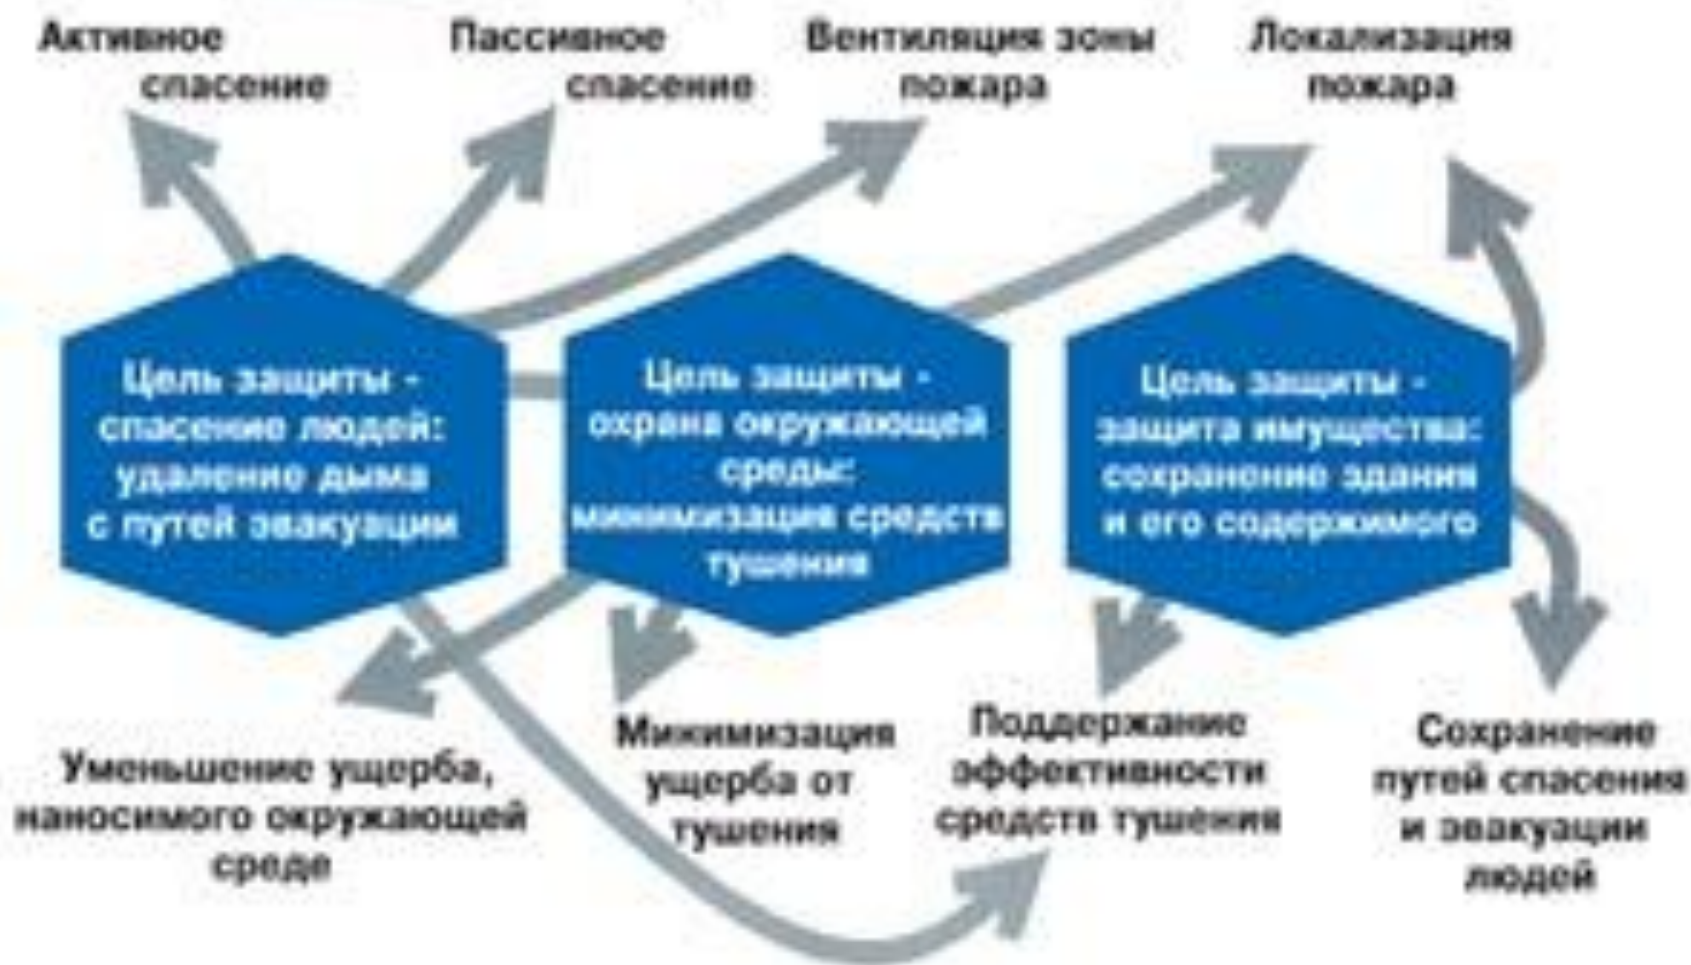 Активное
спасение
Пассивное
спасение
Вентиляция зоны
пожара
Локализация
пожара
Цель защиты -
спасение людей:
удаление дыма
с путей эвакуации
Цель защиты -
охрана окружающей
среды:
минимизация средств
тушения
Цель защиты -
защита имущества:
сохранение здания
и его содержимого
Уменьшение ущерба,
наносимого окружающей
среде
Минимизация
ущерба от
тушения
Поддержание
эффективности
средств тушения
Сохранение
путей спасения
и эвакуации
людей